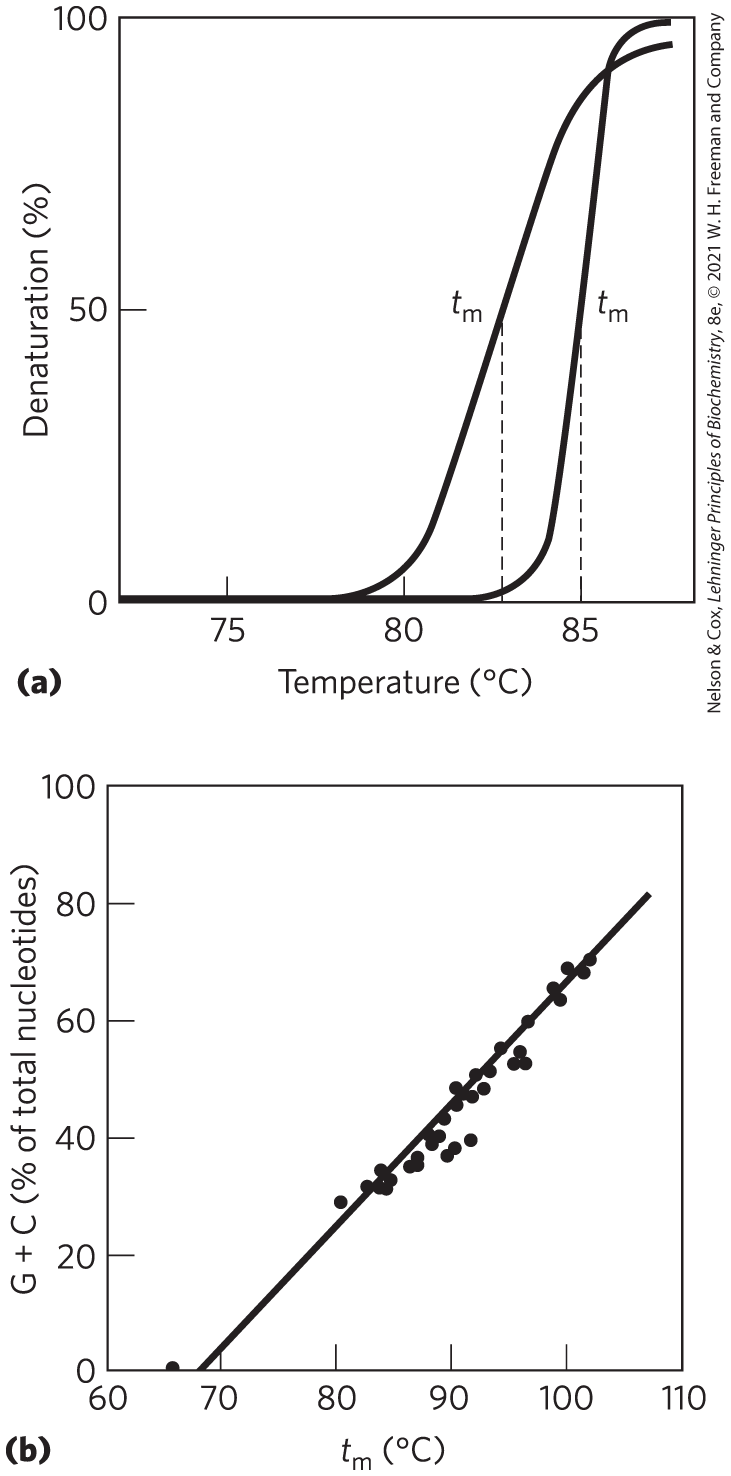 100
50
0
Denaturation (%)
tm
tm
75
80
85
Temperature (°C)
(a)
Nelson & Cox, Lehninger Principles of Biochemistry, 8e, © 2021 W. H. Freeman and Company
100
80
60
40
20
0
G + C (% of total nucleotides)
60
70
80
90
100
110
tm (°C)
(b)